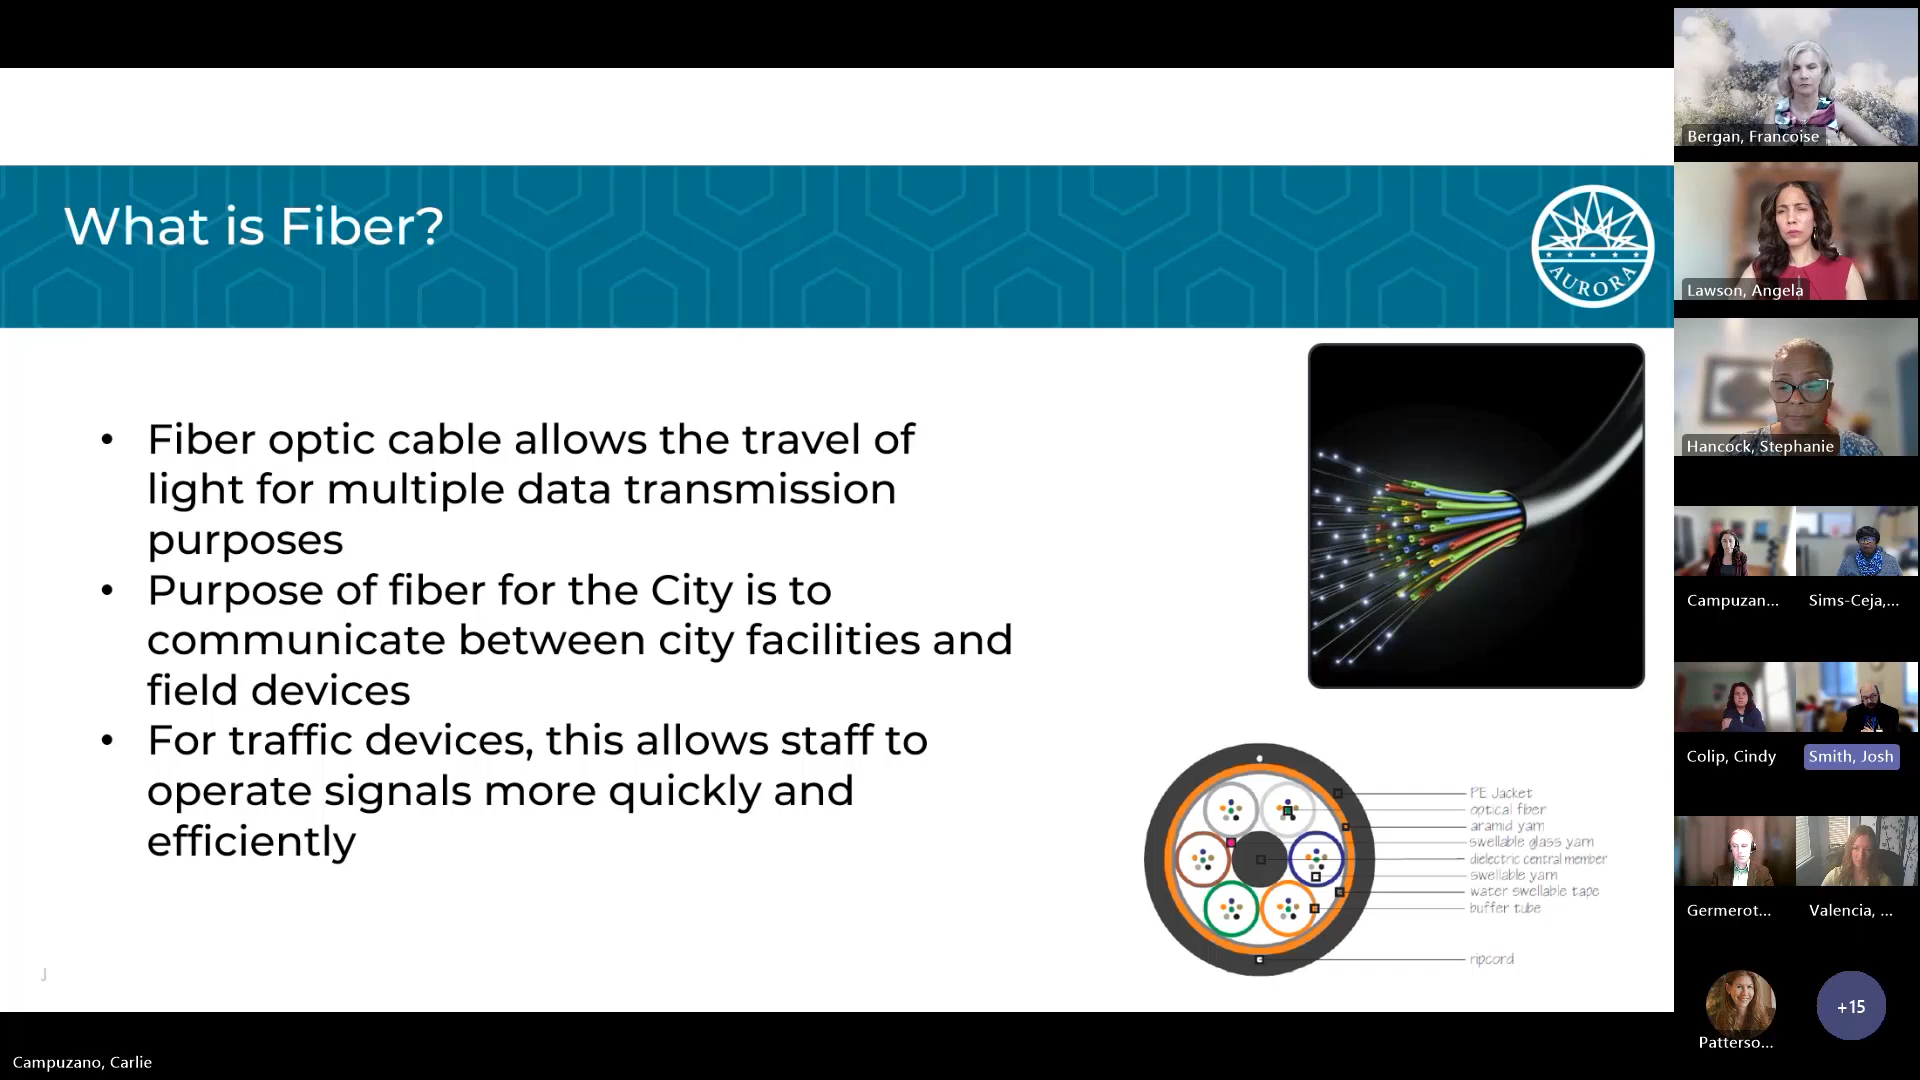 What is Fiber?
AURORA
• Fiber optic cable allows the travel of
light for multiple data transmission
purposes
• Purpose of fiber for the City is to
communicate between city facilities and
field devices
• For traffic devices, this allows staff to
operate signals more quickly and
efficiently
PE Jacket
optical fiber
aramid yarn
swellable glass yarn
dielectric central member
swellable yarn
water swellable tape
buffer tube
ripcord
J
Campuzano, Carlie
Bergan, Francoise
Lawson, Angela
Hancock, Stephanie
Campuzan... Sims-Ceja,...
Colip, Cindy Smith, Josh
Germerot... Valencia, ...
+15
Patterso...